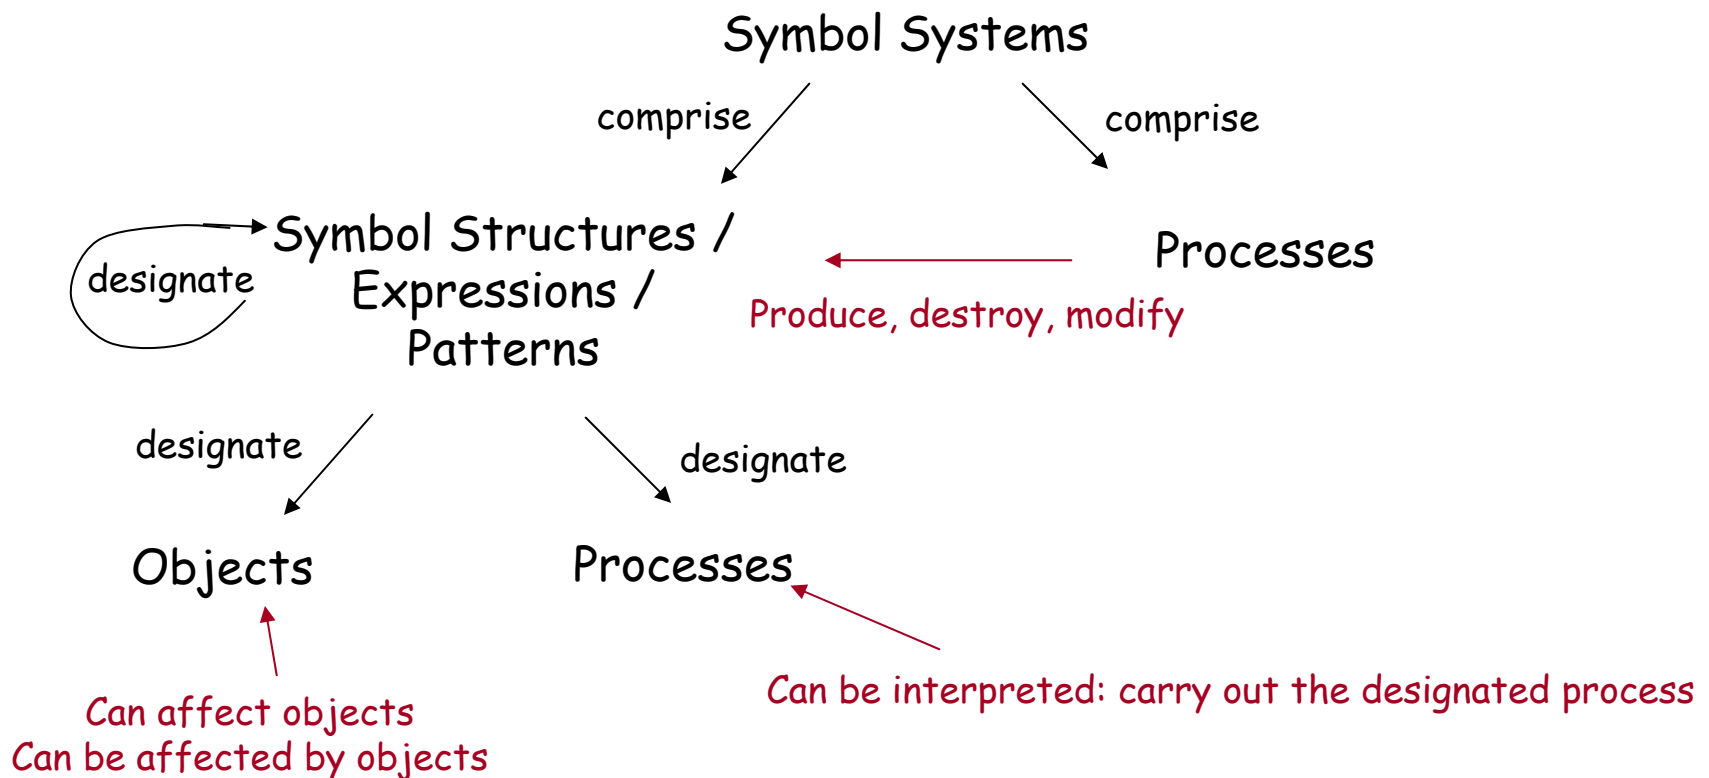 Symbol Systems
comprise
comprise
Symbol Structures /
Expressions /
Patterns
designate
Processes
Produce, destroy, modify
designate
designate
Objects
Processes
Can affect objects
Can be affected by objects
Can be interpreted: carry out the designated process